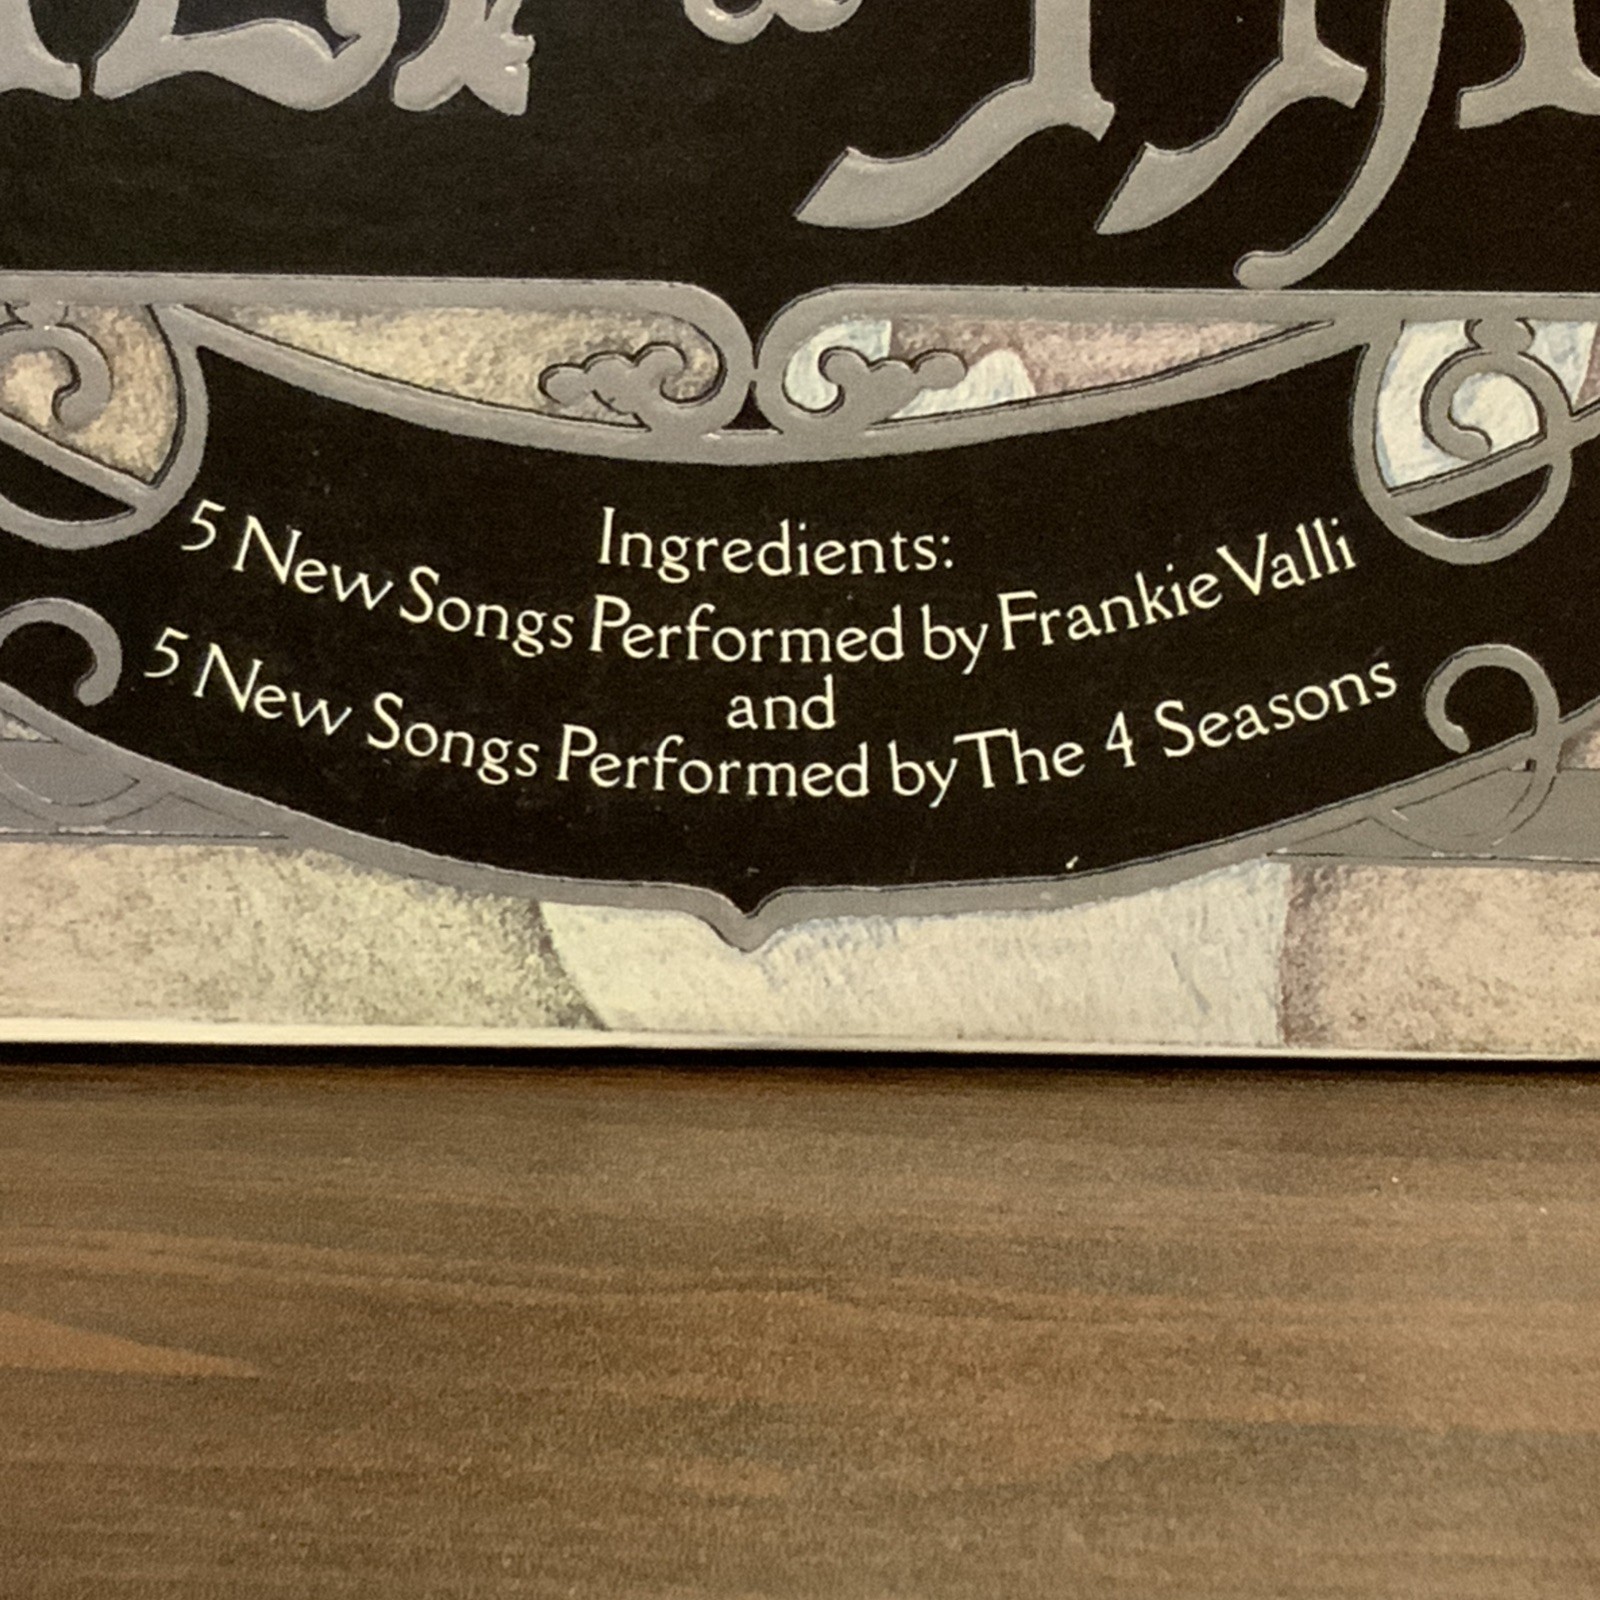 Ingredients:
5 New Songs Performed by Frankie Valli
and
5 New Songs Performed by The 4 Seasons